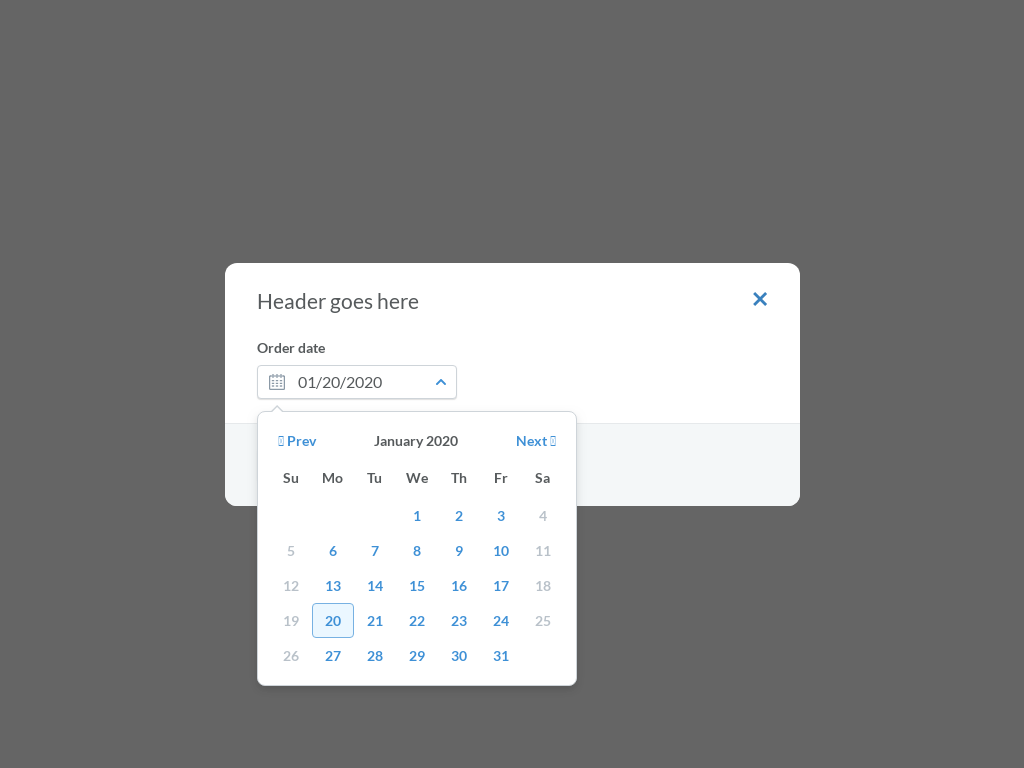 Header goes here
Order date
01/20/2020
Prev January 2020 Next
Su Mo Tu We Th Fr Sa
1 2 3 4
5 6 7 8 9 10 11
12 13 14 15 16 17 18
19 20 21 22 23 24 25
26 27 28 29 30 31